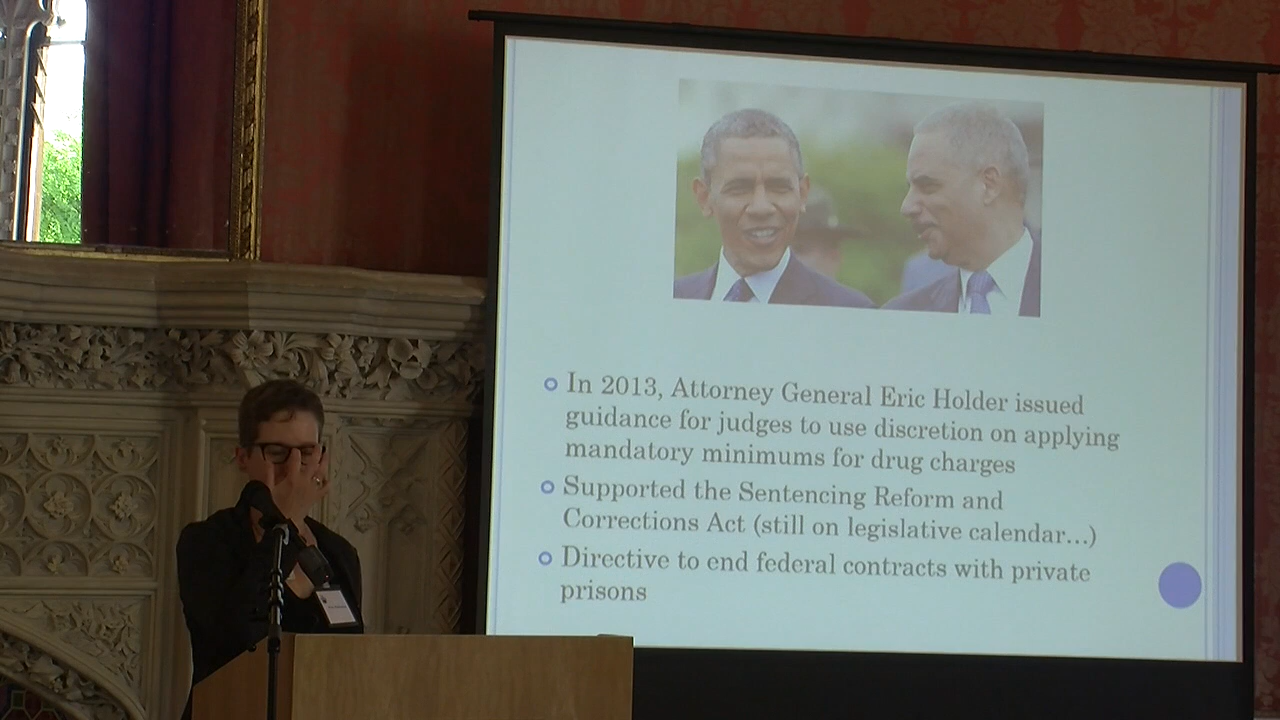 In 2013, Attorney General Eric Holder issued
guidance for judges to use discretion on applying
mandatory minimums for drug charges
Supported the Sentencing Reform and
Corrections Act (still on legislative calendar...)
Directive to end federal contracts with private
prisons